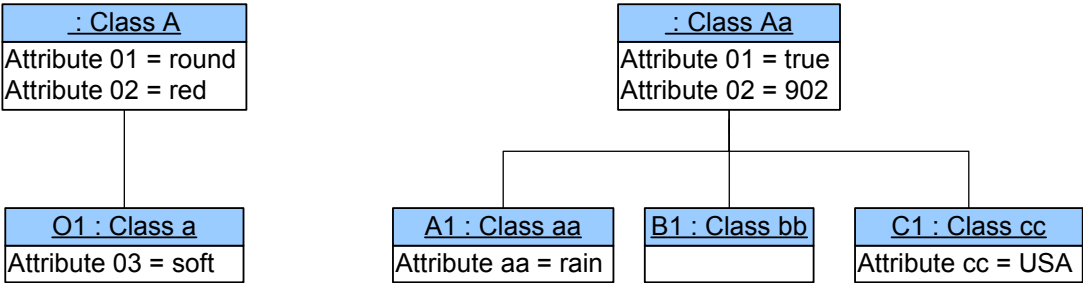 : Class A
Attribute 01 = round
Attribute 02 = red
: Class Aa
Attribute 01 = true
Attribute 02 = 902
O1 : Class a
Attribute 03 = soft
A1 : Class aa
Attribute aa = rain
B1 : Class bb
C1 : Class cc
Attribute cc = USA